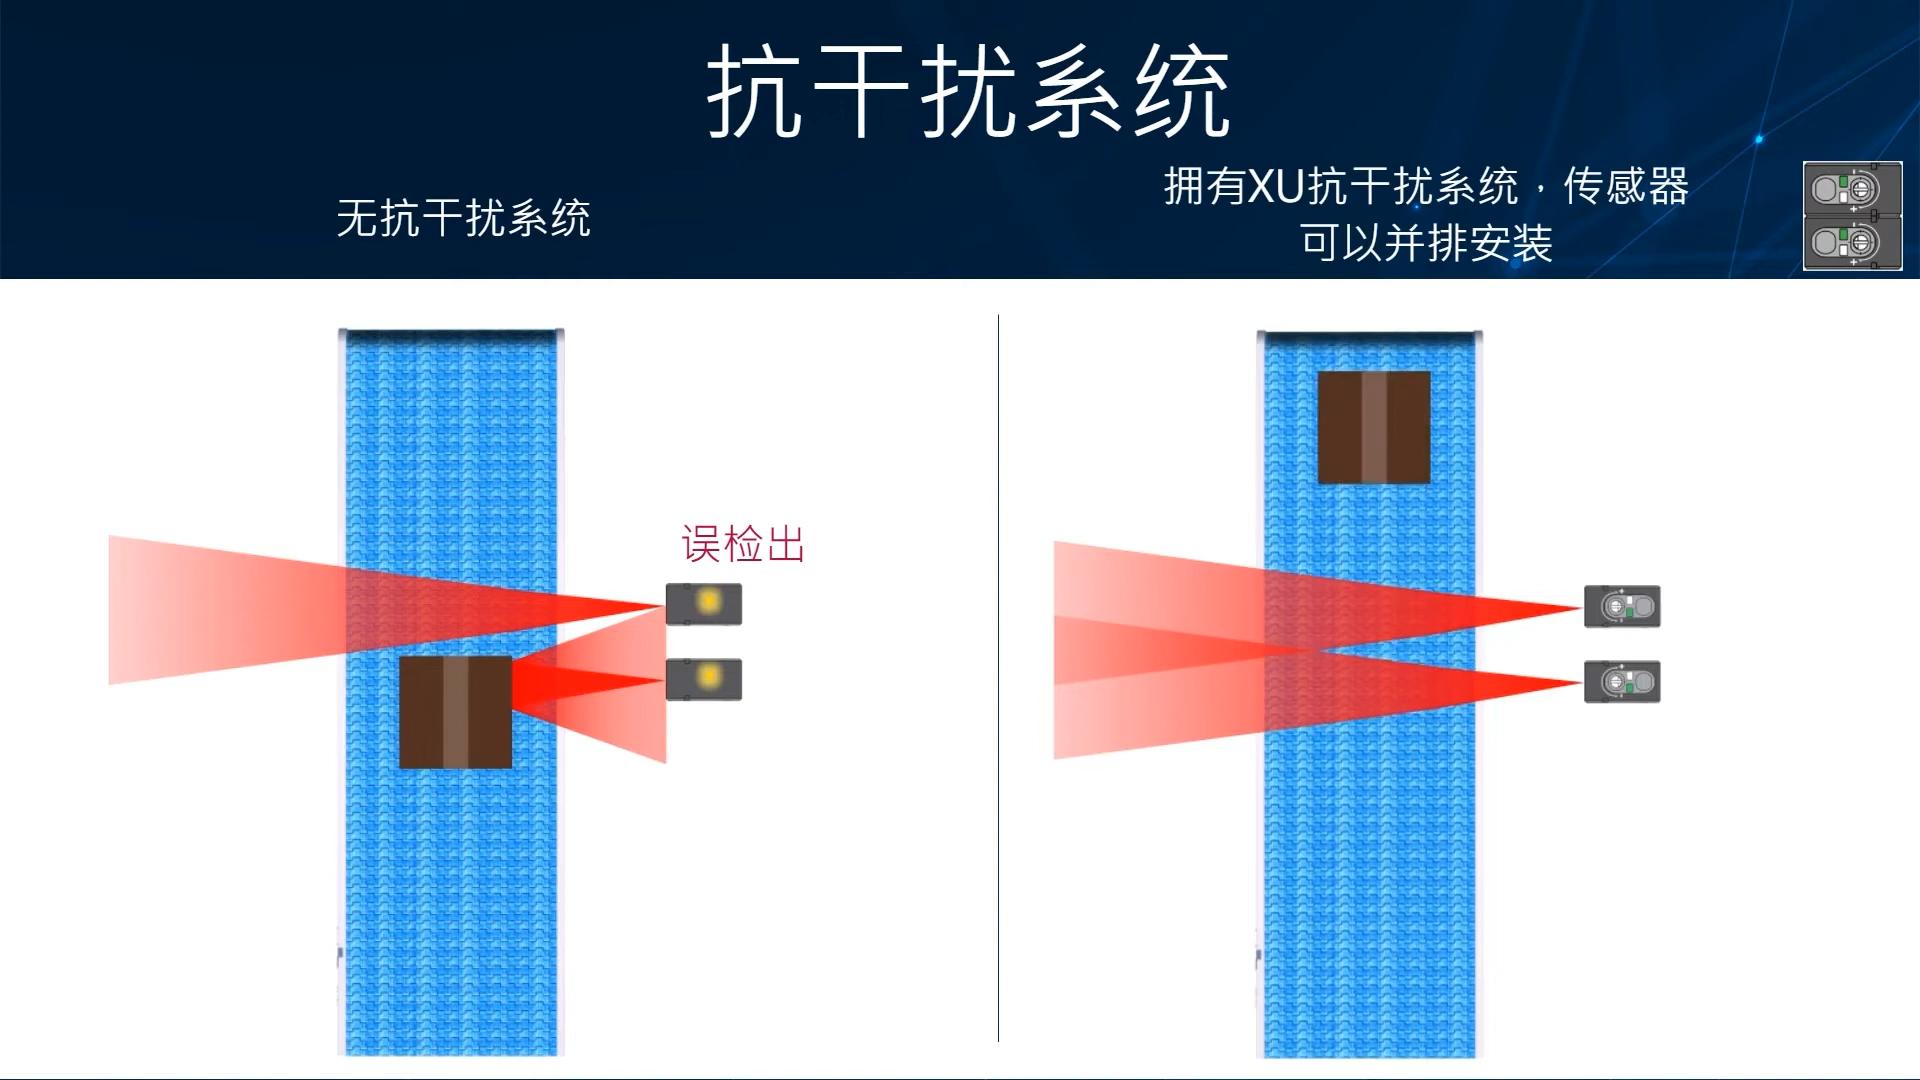 抗干扰系统
无抗干扰系统
拥有XU抗干扰系统，传感器
可以并排安装
误检出